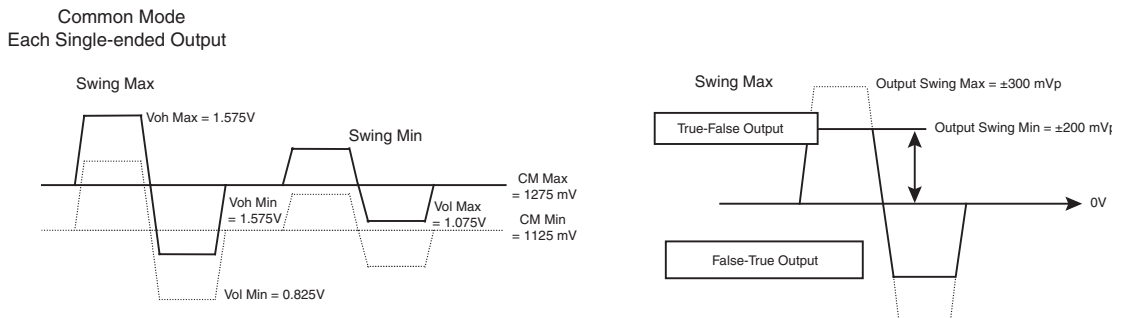 Common Mode
Each Single-ended Output
Swing Max
Voh Max = 1.575V
Swing Min
CM Max
= 1275 mV
Voh Min
= 1.575V
Vol Max
= 1.075V
CM Min
= 1125 mV
Vol Min = 0.825V
Swing Max
Output Swing Max = ±300 mVp
True-False Output
Output Swing Min = ±200 mVp
0V
False-True Output